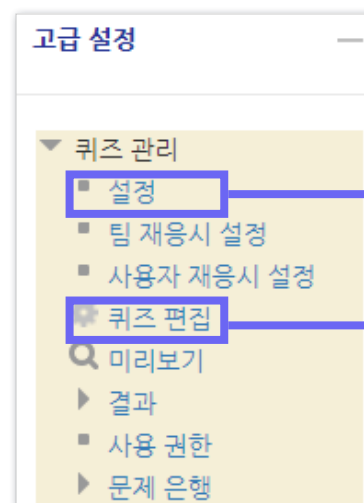 고급 설정
퀴즈 관리
설정
팀 재응시 설정
사용자 재응시 설정
퀴즈 편집
미리보기
결과
사용 권한
문제 은행